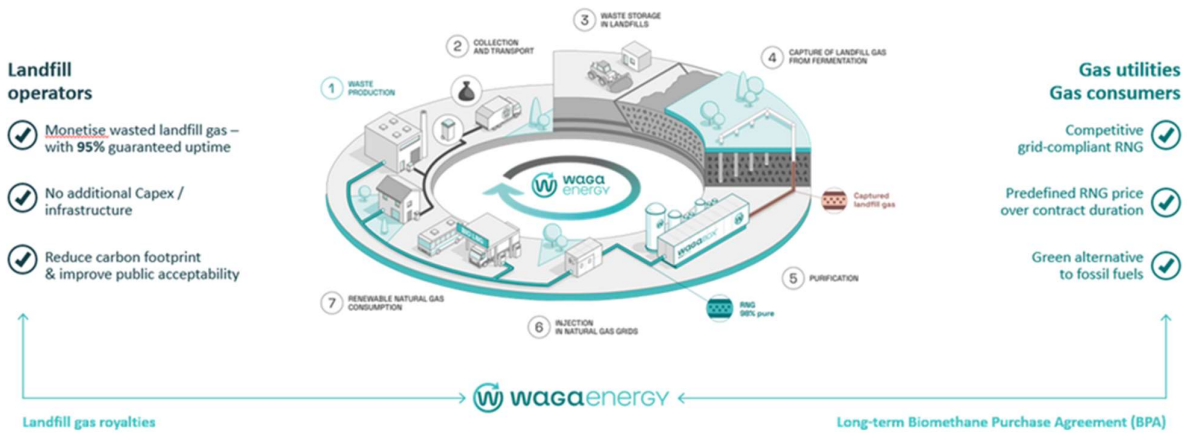 Landfill
operators
Monetise wasted landfill gas –
with 95% guaranteed uptime
No additional Capex /
infrastructure
Reduce carbon footprint
& improve public acceptability
1 WASTE
PRODUCTION
2 COLLECTION
AND TRANSPORT
3 WASTE STORAGE
IN LANDFILLS
4 CAPTURE OF LANDFILL GAS
FROM FERMENTATION
waga
energy
Captured
landfill gas
wagabox
5 PURIFICATION
RNG
98% pure
6 INJECTION
IN NATURAL GAS GRIDS
7 RENEWABLE NATURAL GAS
CONSUMPTION
Gas utilities
Gas consumers
Competitive
grid-compliant RNG
Predefined RNG price
over contract duration
Green alternative
to fossil fuels
waga energy
Landfill gas royalties
Long-term Biomethane Purchase Agreement (BPA)